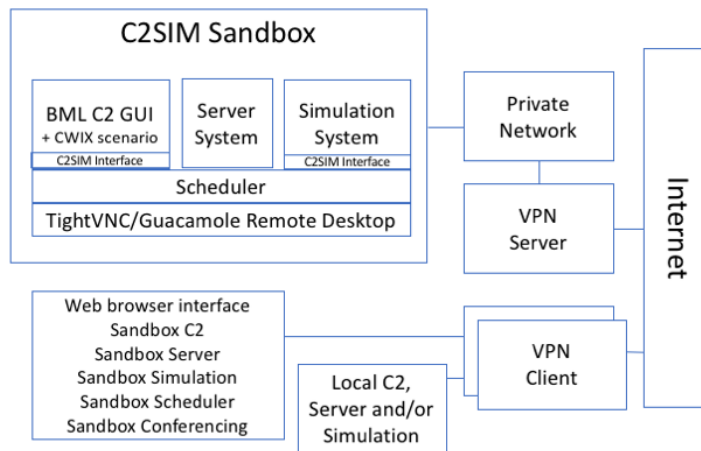 C2SIM Sandbox
BML C2 GUI
+ CWIX scenario
C2SIM Interface
Server
System
Simulation
System
C2SIM Interface
Scheduler
TightVNC/Guacamole Remote Desktop
Private
Network
VPN
Server
Internet
Web browser interface
Sandbox C2
Sandbox Server
Sandbox Simulation
Sandbox Scheduler
Sandbox Conferencing
Local C2,
Server and/or
Simulation
VPN
Client